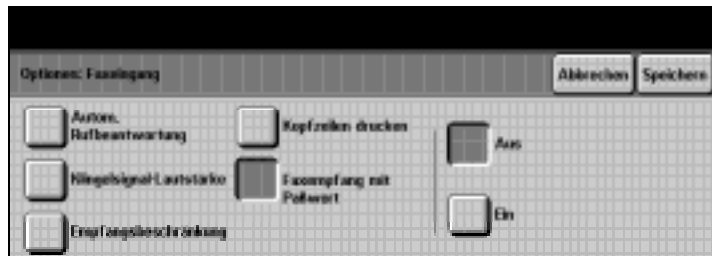 Optionen: Faxeingang
Abbrechen
Speichern
Autom.
Rufbeantwortung
Kopfzeilen drucken
Aus
Klingelsignal-Lautstärke
Faxempfang mit
Paßwort
Ein
Empfangsbeschränkung